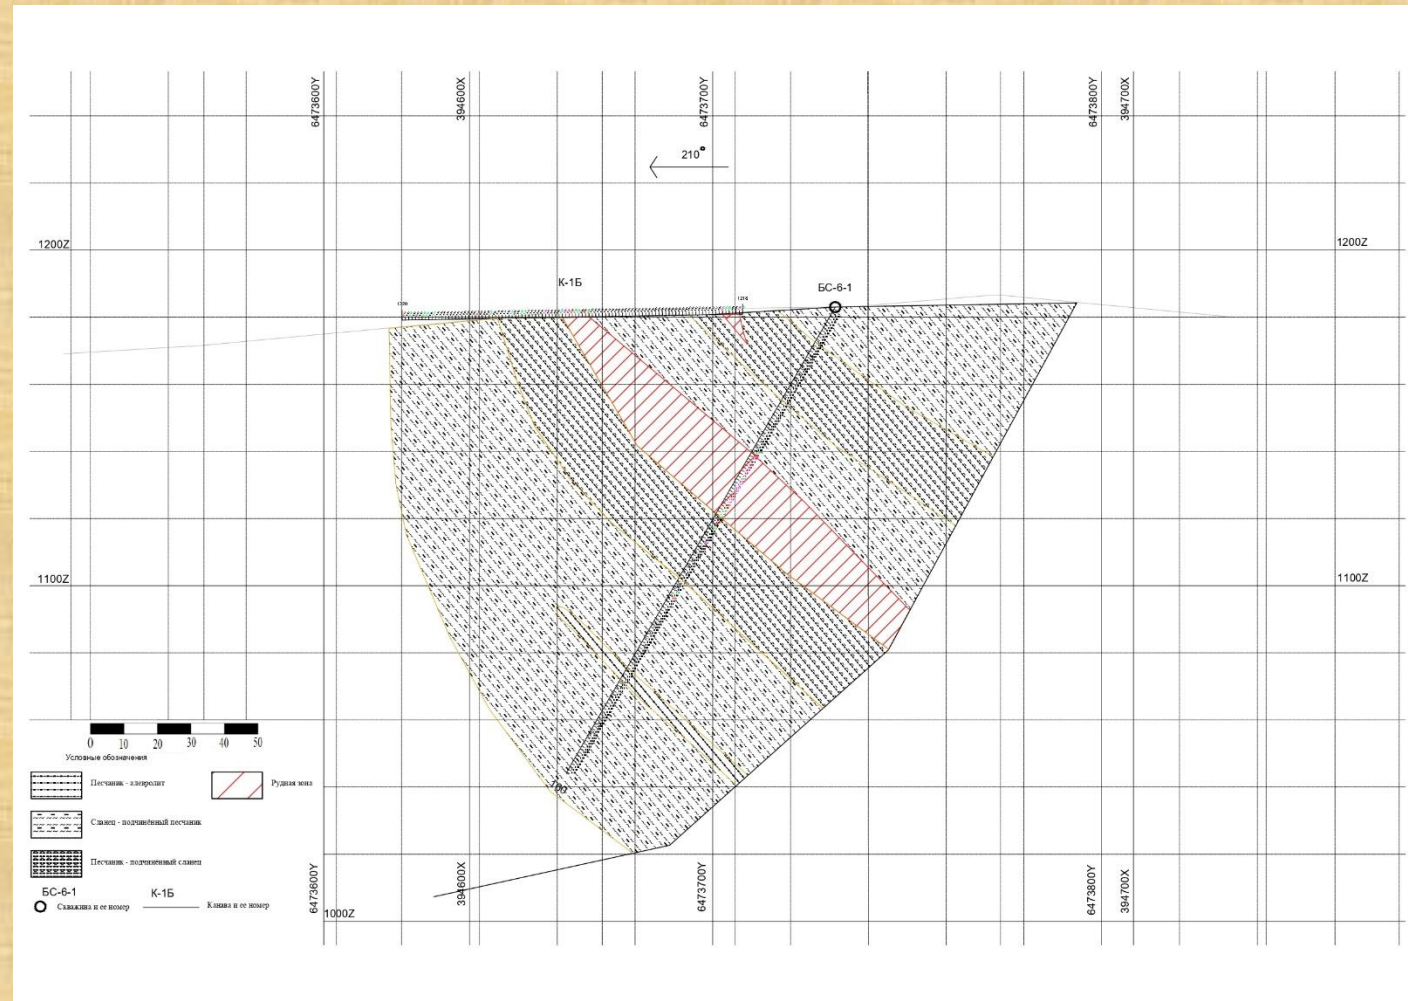 6473600Y
394600X
6473700Y
6473800Y
394700X
210°
1200Z
1200Z
К-1Б
БС-6-1
1100Z
1100Z
0 10 20 30 40 50
Условные обозначения
Песчаник - алевролит
Рудная зона
Сланец - подчинённый песчаник
Песчаник - подчинённый сланец
БС-6-1
К-1Б
Скважина и ее номер
Канава и ее номер
100
6473600Y
394600X
6473700Y
6473800Y
394700X
1000Z